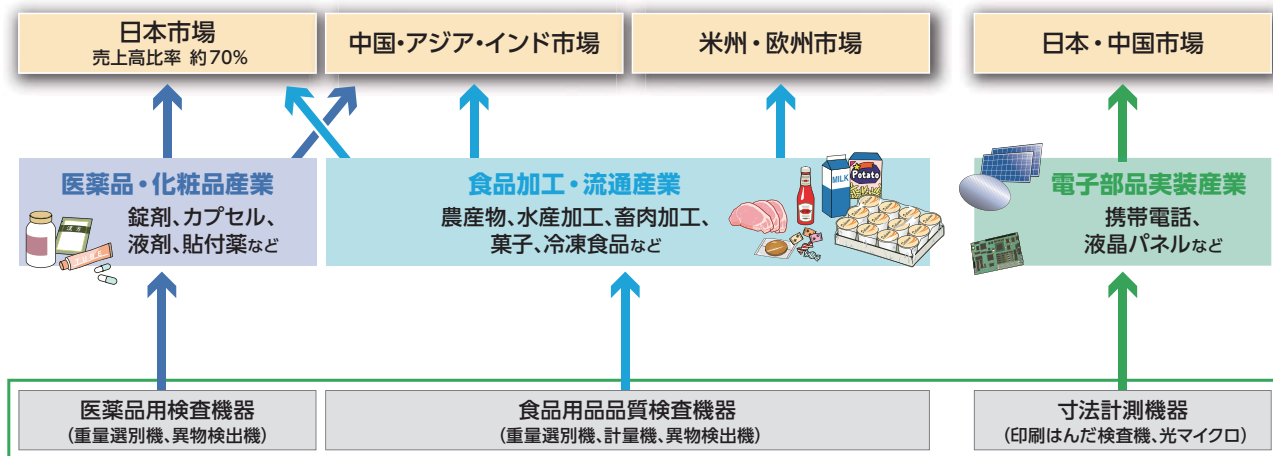 日本市場
売上高比率 約70%
中国・アジア・インド市場
米州・欧州市場
日本・中国市場
医薬品・化粧品産業
錠剤、カプセル、
液剤、貼付薬など
漢方
食品加工・流通産業
農産物、水産加工、畜肉加工、
菓子、冷凍食品など
MILK
Potato
電子部品実装産業
携帯電話、
液晶パネルなど
医薬品用検査機器
(重量選別機、異物検出機)
食品用品品質検査機器
(重量選別機、計量機、異物検出機)
寸法計測機器
(印刷はんだ検査機、光マイクロ)